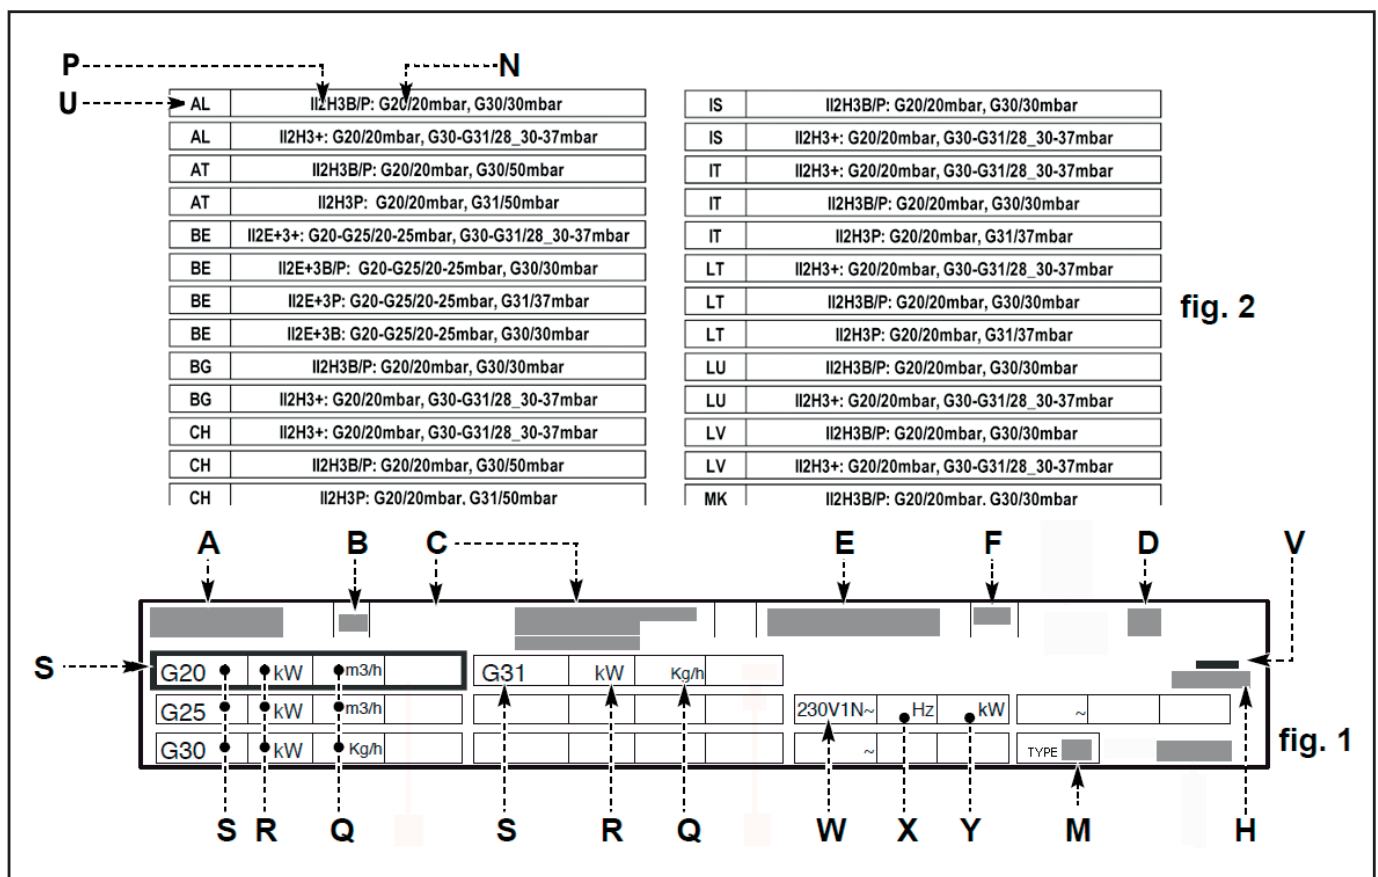 P N
U AL II2H3B/P: G20/20mbar, G30/30mbar
AL II2H3+: G20/20mbar, G30-G31/28_30-37mbar
AT II2H3B/P: G20/20mbar, G30/50mbar
AT II2H3P: G20/20mbar, G31/50mbar
BE II2E+3+: G20-G25/20-25mbar, G30-G31/28_30-37mbar
BE II2E+3B/P: G20-G25/20-25mbar, G30/30mbar
BE II2E+3P: G20-G25/20-25mbar, G31/37mbar
BE II2E+3B: G20-G25/20-25mbar, G30/30mbar
BG II2H3B/P: G20/20mbar, G30/30mbar
BG II2H3+: G20/20mbar, G30-G31/28_30-37mbar
CH II2H3+: G20/20mbar, G30-G31/28_30-37mbar
CH II2H3B/P: G20/20mbar, G30/50mbar
CH II2H3P: G20/20mbar, G31/50mbar
IS II2H3B/P: G20/20mbar, G30/30mbar
IS II2H3+: G20/20mbar, G30-G31/28_30-37mbar
IT II2H3+: G20/20mbar, G30-G31/28_30-37mbar
IT II2H3B/P: G20/20mbar, G30/30mbar
IT II2H3P: G20/20mbar, G31/37mbar
LT II2H3+: G20/20mbar, G30-G31/28_30-37mbar
LT II2H3B/P: G20/20mbar, G30/30mbar
LT II2H3P: G20/20mbar, G31/37mbar
LU II2H3B/P: G20/20mbar, G30/30mbar
LU II2H3+: G20/20mbar, G30-G31/28_30-37mbar
LV II2H3B/P: G20/20mbar, G30/30mbar
LV II2H3+: G20/20mbar, G30-G31/28_30-37mbar
MK II2H3B/P: G20/20mbar, G30/30mbar
fig. 2
A B C E F D V
S G20 kW m3/h G31 kW Kg/h
G25 kW m3/h 230V1N~ Hz kW ~
G30 kW Kg/h ~ TYPE
fig. 1
S R Q S R Q W X Y M H